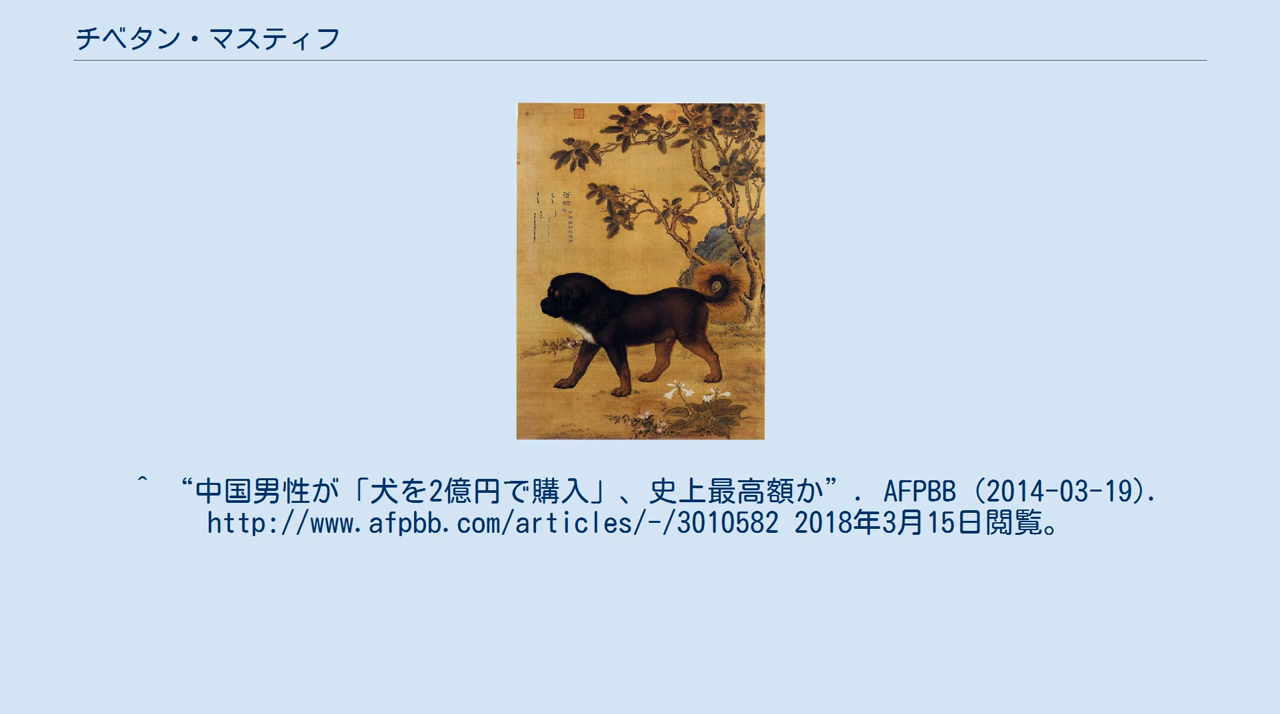 チベタン・マスティフ
^ “中国男性が「犬を2億円で購入」、史上最高額か”. AFPBB (2014-03-19).
http://www.afpbb.com/articles/-/3010582 2018年3月15日閲覧。